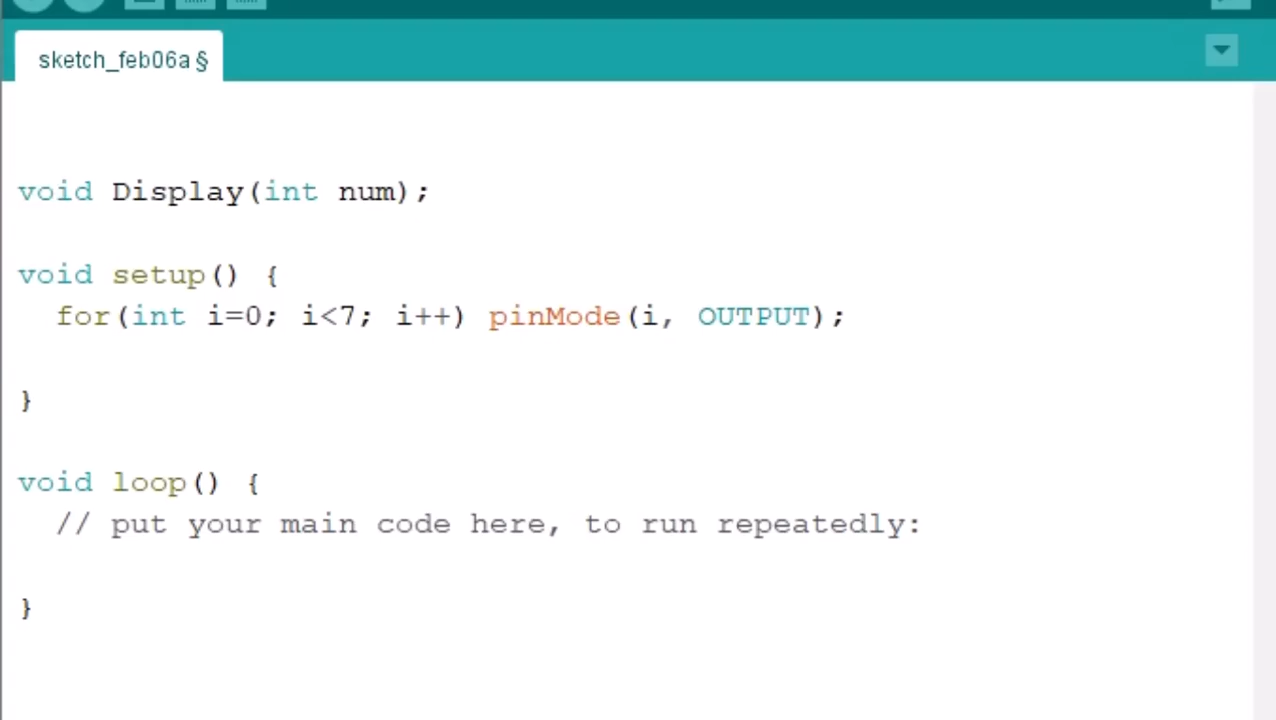 sketch_feb06a §
void Display(int num);
void setup() {
for(int i=0; i<7; i++) pinMode(i, OUTPUT);
}
void loop() {
// put your main code here, to run repeatedly:
}